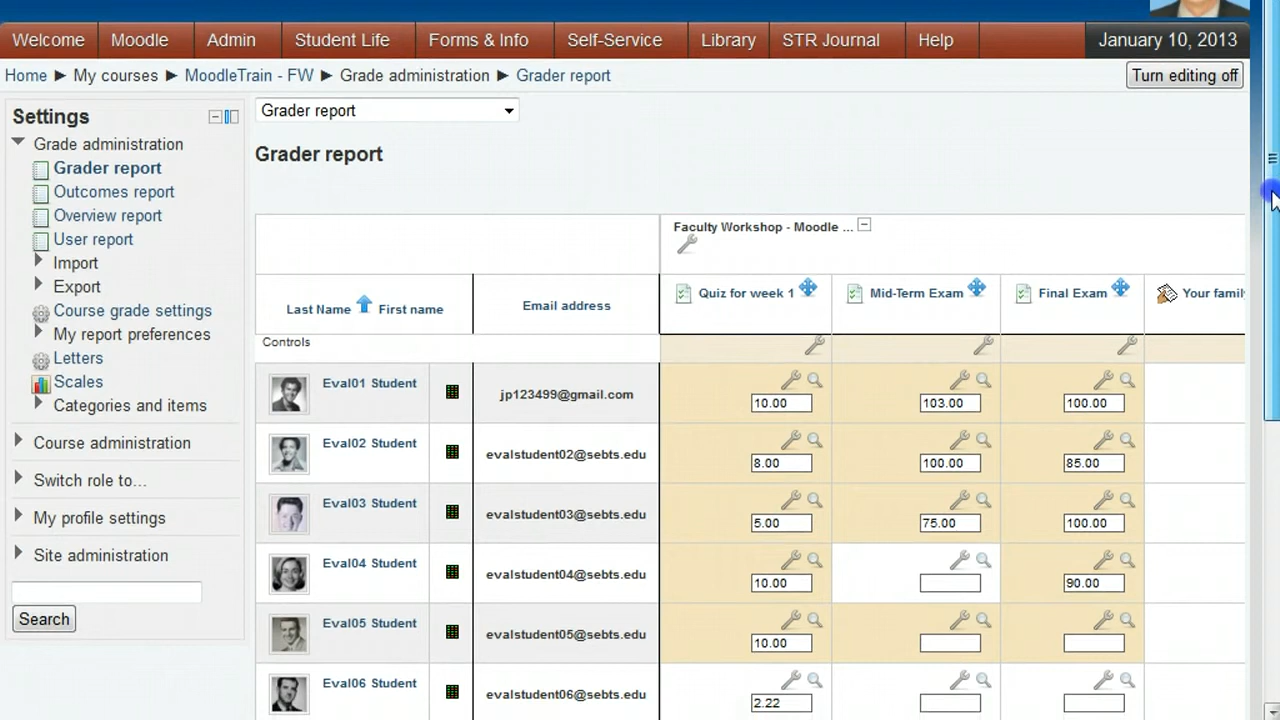 Welcome Moodle Admin Student Life Forms & Info Self-Service Library STR Journal Help January 10, 2013
Home ► My courses ► MoodleTrain - FW ► Grade administration ► Grader report Turn editing off
Settings
Grade administration
Grader report
Outcomes report
Overview report
User report
Import
Export
Course grade settings
My report preferences
Letters
Scales
Categories and items
Course administration
Switch role to...
My profile settings
Site administration
Search
Grader report
Grader report
Faculty Workshop - Moodle ...
Last Name First name Email address Quiz for week 1 Mid-Term Exam Final Exam Your
Controls
Eval01 Student jp123499@gmail.com 10.00 103.00 100.00
Eval02 Student evalstudent02@sebts.edu 8.00 100.00 85.00
Eval03 Student evalstudent03@sebts.edu 5.00 75.00 100.00
Eval04 Student evalstudent04@sebts.edu 10.00 90.00
Eval05 Student evalstudent05@sebts.edu 10.00
Eval06 Student evalstudent06@sebts.edu 2.22